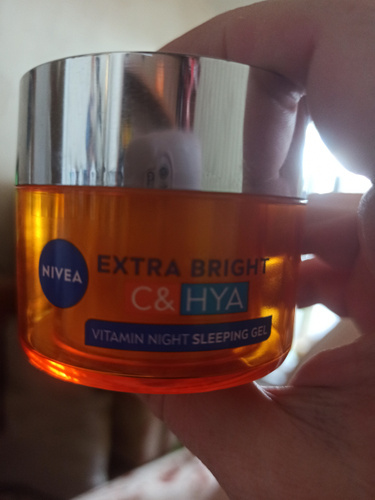 NIVEA
EXTRA BRIGHT
C& HYA
VITAMIN NIGHT SLEEPING GEL